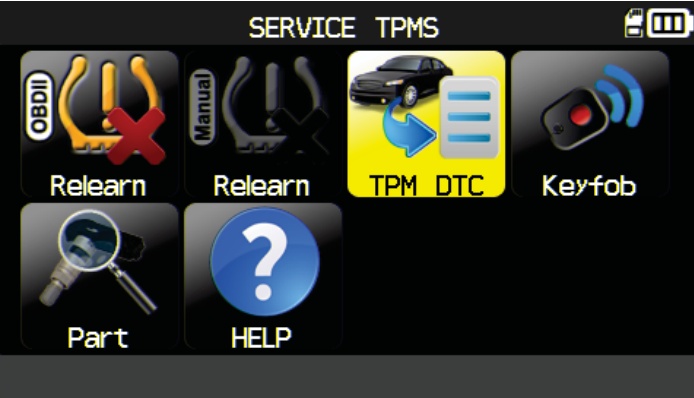 SERVICE TPMS
OBDII
Relearn
Manual
Relearn
TPM DTC
Keyfob
Part
?
HELP